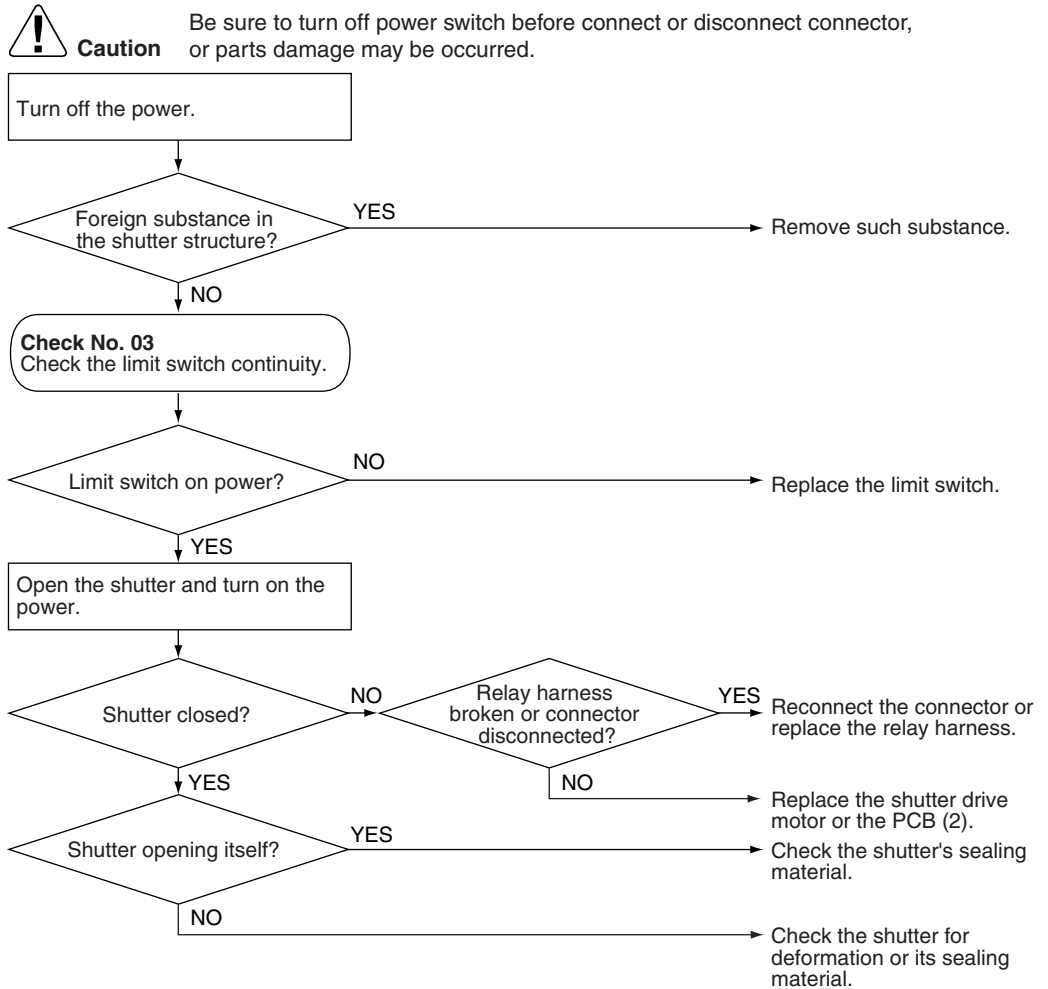 Be sure to turn off power switch before connect or disconnect connector,
Caution or parts damage may be occurred.
Turn off the power.
Foreign substance in
the shutter structure?
YES
Remove such substance.
NO
Check No. 03
Check the limit switch continuity.
Limit switch on power?
NO
Replace the limit switch.
YES
Open the shutter and turn on the
power.
Shutter closed?
NO
Relay harness
broken or connector
disconnected?
YES
Reconnect the connector or
replace the relay harness.
NO
Replace the shutter drive
motor or the PCB (2).
YES
Shutter opening itself?
YES
Check the shutter's sealing
material.
NO
Check the shutter for
deformation or its sealing
material.